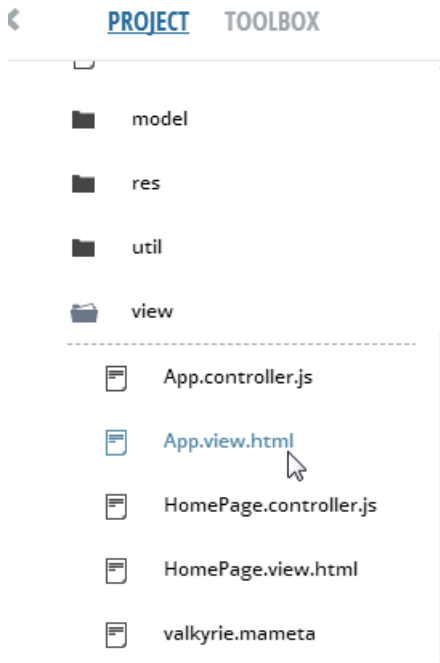 PROJECT TOOLBOX
model
res
util
view
App.controller.js
App.view.html
HomePage.controller.js
HomePage.view.html
valkyrie.mameta